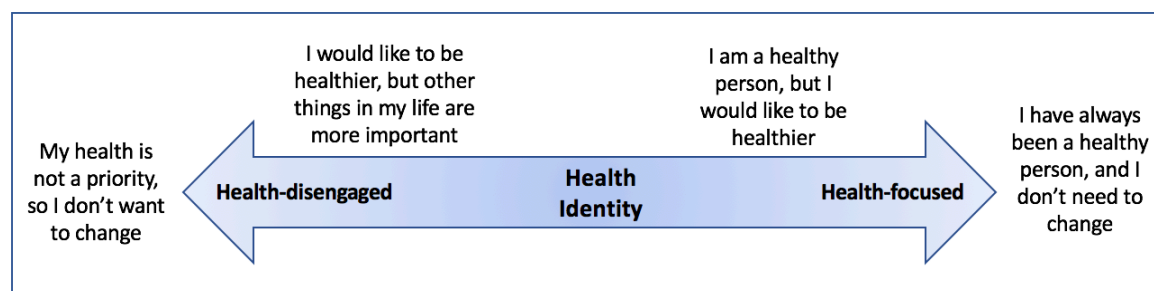 My health is
not a priority,
so I don’t want
to change
I would like to be
healthier, but other
things in my life are
more important
Health-disengaged
Health
Identity
I am a healthy
person, but I
would like to be
healthier
Health-focused
I have always
been a healthy
person, and I
don’t need to
change